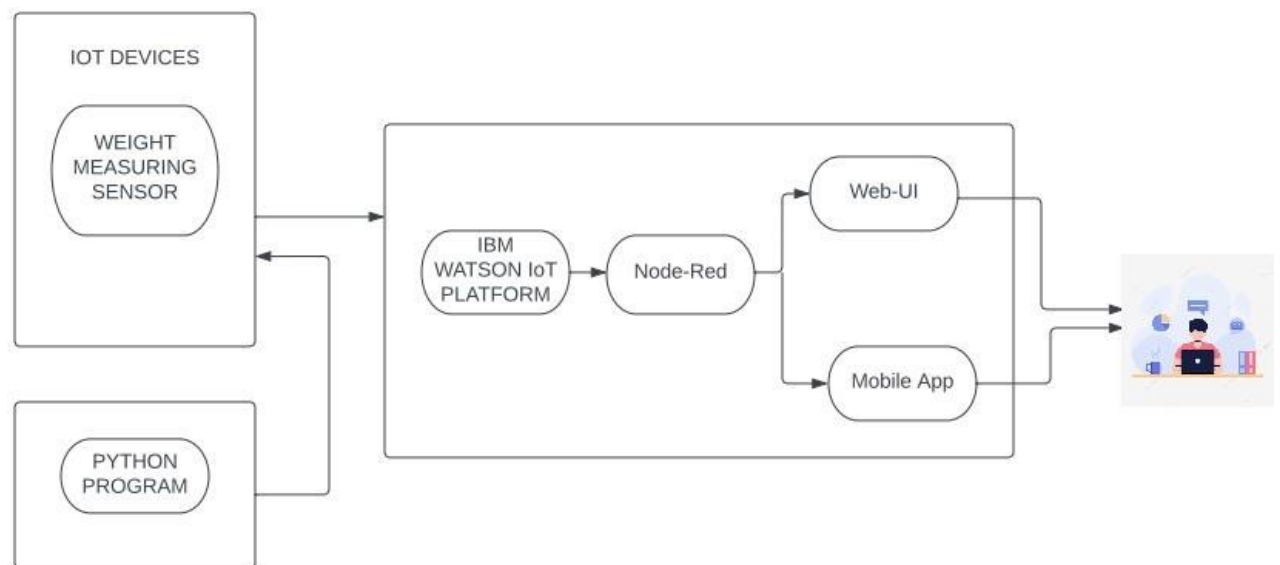 IOT DEVICES
WEIGHT
MEASURING
SENSOR
PYTHON
PROGRAM
IBM
WATSON IoT
PLATFORM
Node-Red
Web-UI
Mobile App